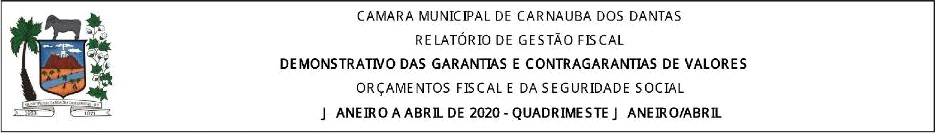 CAMARA MUNICIPAL DE CARNAUBA DOS DANTAS
RELATÓRIO DE GESTÃO FISCAL
DEMONSTRATIVO DAS GARANTIAS E CONTRAGARANTIAS DE VALORES
ORÇAMENTOS FISCAL E DA SEGURIDADE SOCIAL
JANEIRO A ABRIL DE 2020 - QUADRIMESTE JANEIRO/ABRIL